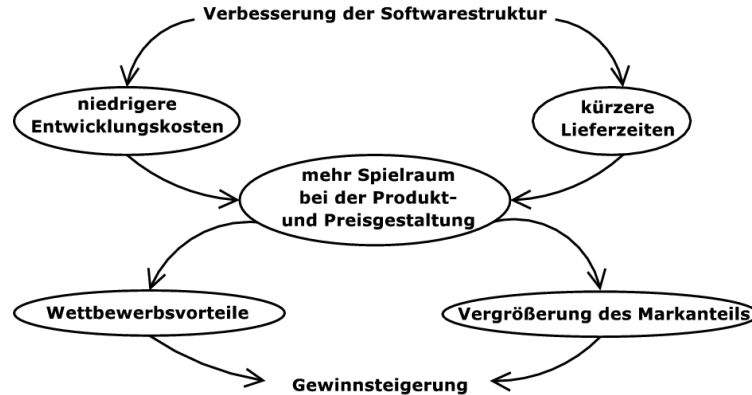 Verbesserung der Softwarestruktur
niedrigere
Entwicklungskosten
kürzere
Lieferzeiten
mehr Spielraum
bei der Produkt-
und Preisgestaltung
Wettbewerbsvorteile
Vergrößerung des Markanteils
Gewinnsteigerung